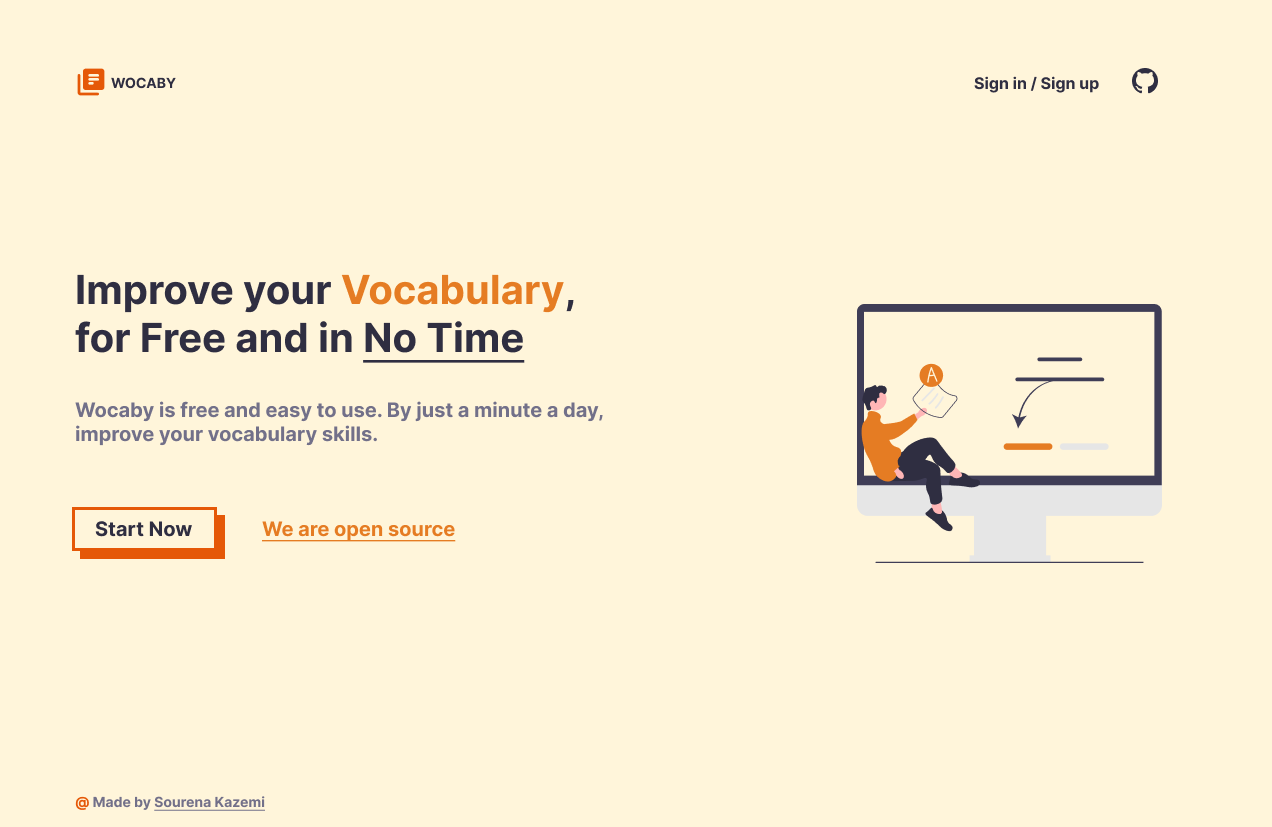 WOCABY
Sign in / Sign up
Improve your Vocabulary,
for Free and in No Time
Wocaby is free and easy to use. By just a minute a day,
improve your vocabulary skills.
A
Start Now
We are open source
@ Made by Sourena Kazemi